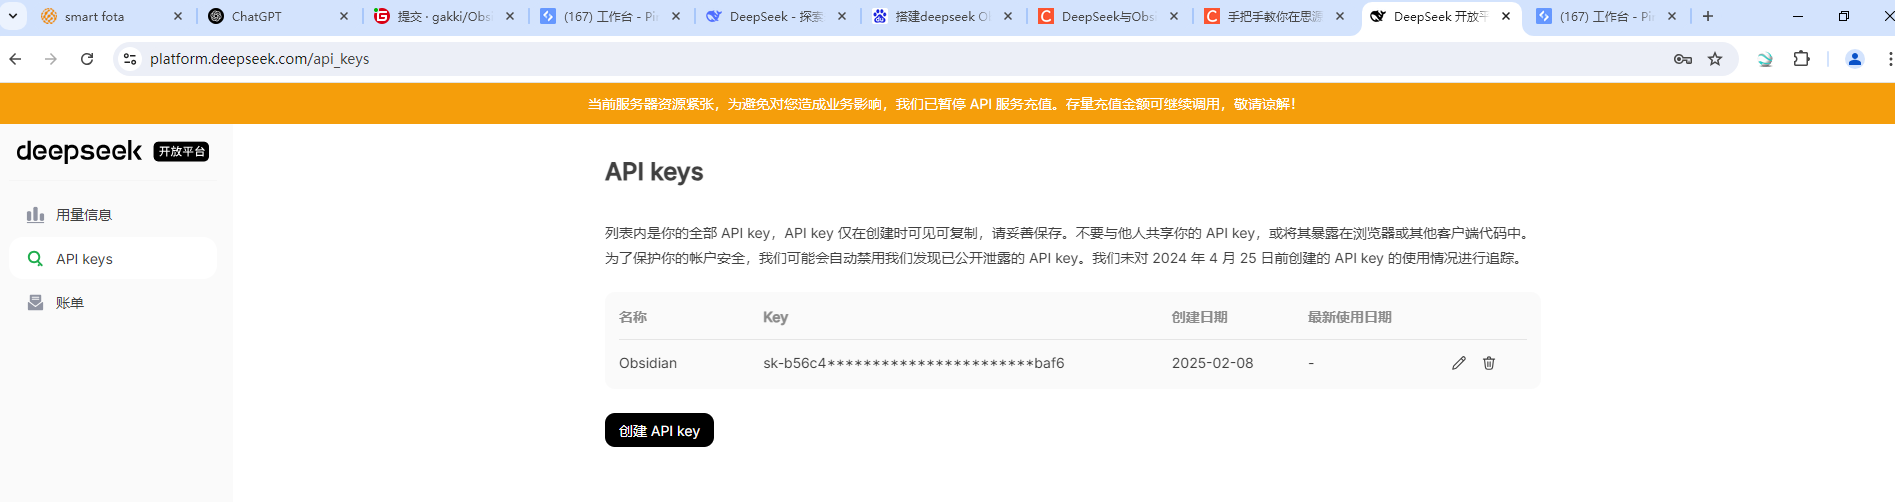 smart fota
ChatGPT
提交 · gakki/Obsi
(167) 工作台 - Pin
DeepSeek - 探索
搭建deepseek Ob
DeepSeek与Obsi
手把手教你在思源
DeepSeek 开放平
(167) 工作台 - Pin
platform.deepseek.com/api_keys
当前服务器资源紧张，为避免对您造成业务影响，我们已暂停 API 服务充值。存量充值金额可继续调用，敬请谅解！
deepseek 开放平台
用量信息
API keys
账单
API keys
列表内是你的全部 API key，API key 仅在创建时可见可复制，请妥善保存。不要与他人共享你的 API key，或将其暴露在浏览器或其他客户端代码中。
为了保护你的帐户安全，我们可能会自动禁用我们发现已公开泄露的 API key。我们未对 2024 年 4 月 25 日前创建的 API key 的使用情况进行追踪。
名称 Key 创建日期 最新使用日期
Obsidian sk-b56c4***********************baf6 2025-02-08 -
创建 API key